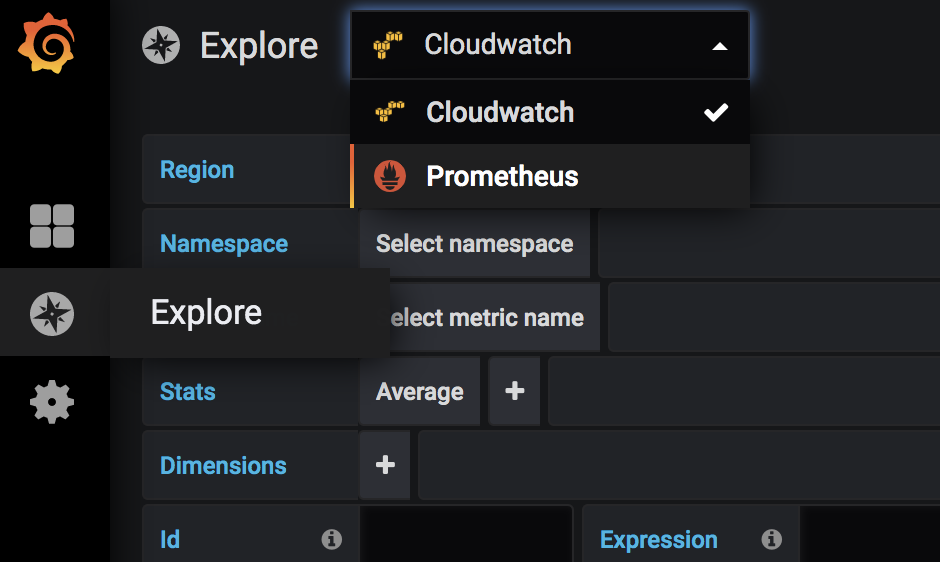 Explore
Cloudwatch
Cloudwatch
Prometheus
Region
Namespace
Select namespace
Explore
elect metric name
Stats
Average
Dimensions
Id
Expression